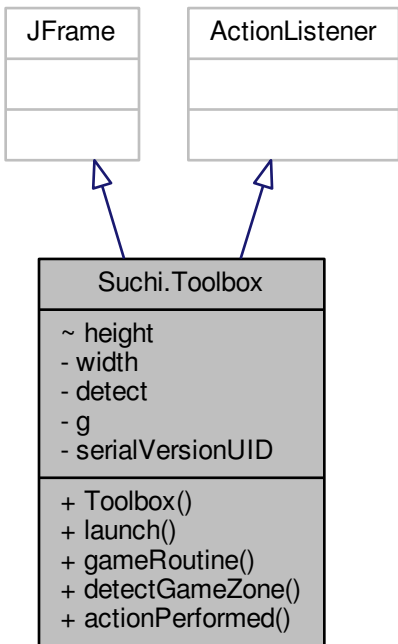 JFrame
ActionListener
Suchi.Toolbox
~ height
- width
- detect
- g
- serialVersionUID
+ Toolbox()
+ launch()
+ gameRoutine()
+ detectGameZone()
+ actionPerformed()